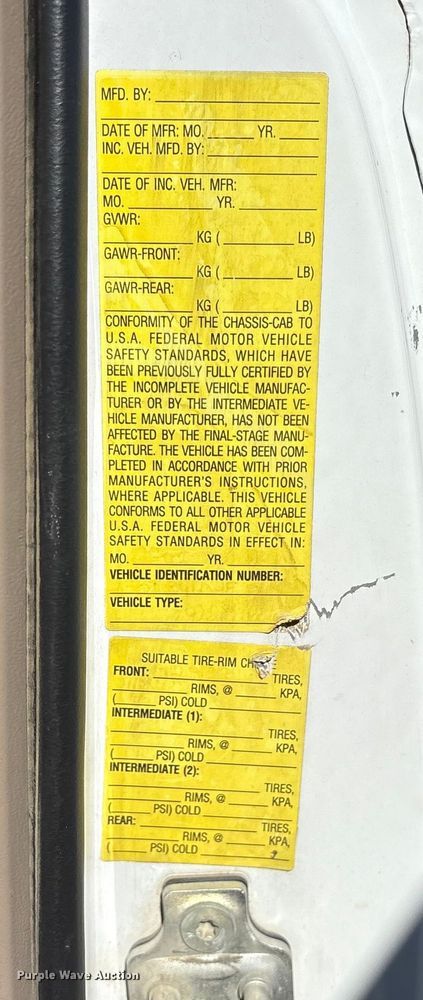 MFD. BY:
DATE OF MFR: MO. YR.
INC. VEH. MFD. BY:
DATE OF INC. VEH. MFR:
MO. YR.
GVWR:
KG ( LB)
GAWR-FRONT:
KG ( LB)
GAWR-REAR:
KG ( LB)
CONFORMITY OF THE CHASSIS-CAB TO
U.S.A. FEDERAL MOTOR VEHICLE
SAFETY STANDARDS, WHICH HAVE
BEEN PREVIOUSLY FULLY CERTIFIED BY
THE INCOMPLETE VEHICLE MANUFAC-
TURER OR BY THE INTERMEDIATE VE-
HICLE MANUFACTURER, HAS NOT BEEN
AFFECTED BY THE FINAL-STAGE MANU-
FACTURE. THE VEHICLE HAS BEEN COM-
PLETED IN ACCORDANCE WITH PRIOR
MANUFACTURER'S INSTRUCTIONS,
WHERE APPLICABLE. THIS VEHICLE
CONFORMS TO ALL OTHER APPLICABLE
U.S.A. FEDERAL MOTOR VEHICLE
SAFETY STANDARDS IN EFFECT IN:
MO. YR.
VEHICLE IDENTIFICATION NUMBER:
VEHICLE TYPE:
SUITABLE TIRE-RIM
FRONT: TIRES,
RIMS, @ KPA,
( PSI) COLD
INTERMEDIATE (1):
TIRES,
RIMS, @ KPA,
( PSI) COLD
INTERMEDIATE (2):
TIRES,
RIMS, @ KPA,
( PSI) COLD
REAR: TIRES,
RIMS, @ KPA,
( PSI) COLD
Purple Wave Auction